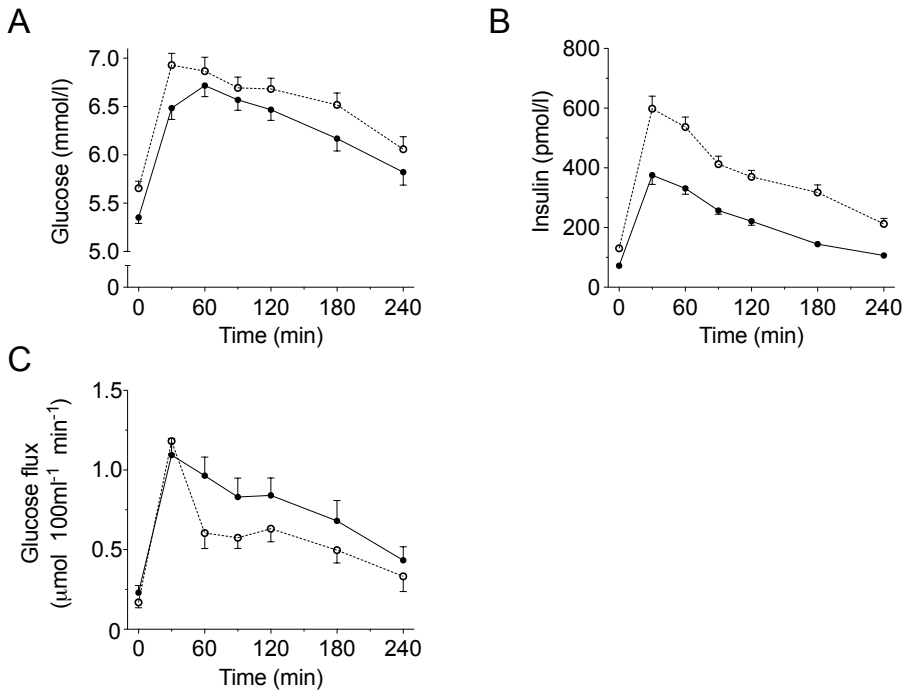 A
Glucose (mmol/l)
7.0
6.5
6.0
5.5
5.0
0
0 60 120 180 240
Time (min)
B
Insulin (pmol/l)
800
600
400
200
0
0 60 120 180 240
Time (min)
C
Glucose flux
(μmol 100ml⁻¹ min⁻¹)
1.5
1.0
0.5
0
0 60 120 180 240
Time (min)